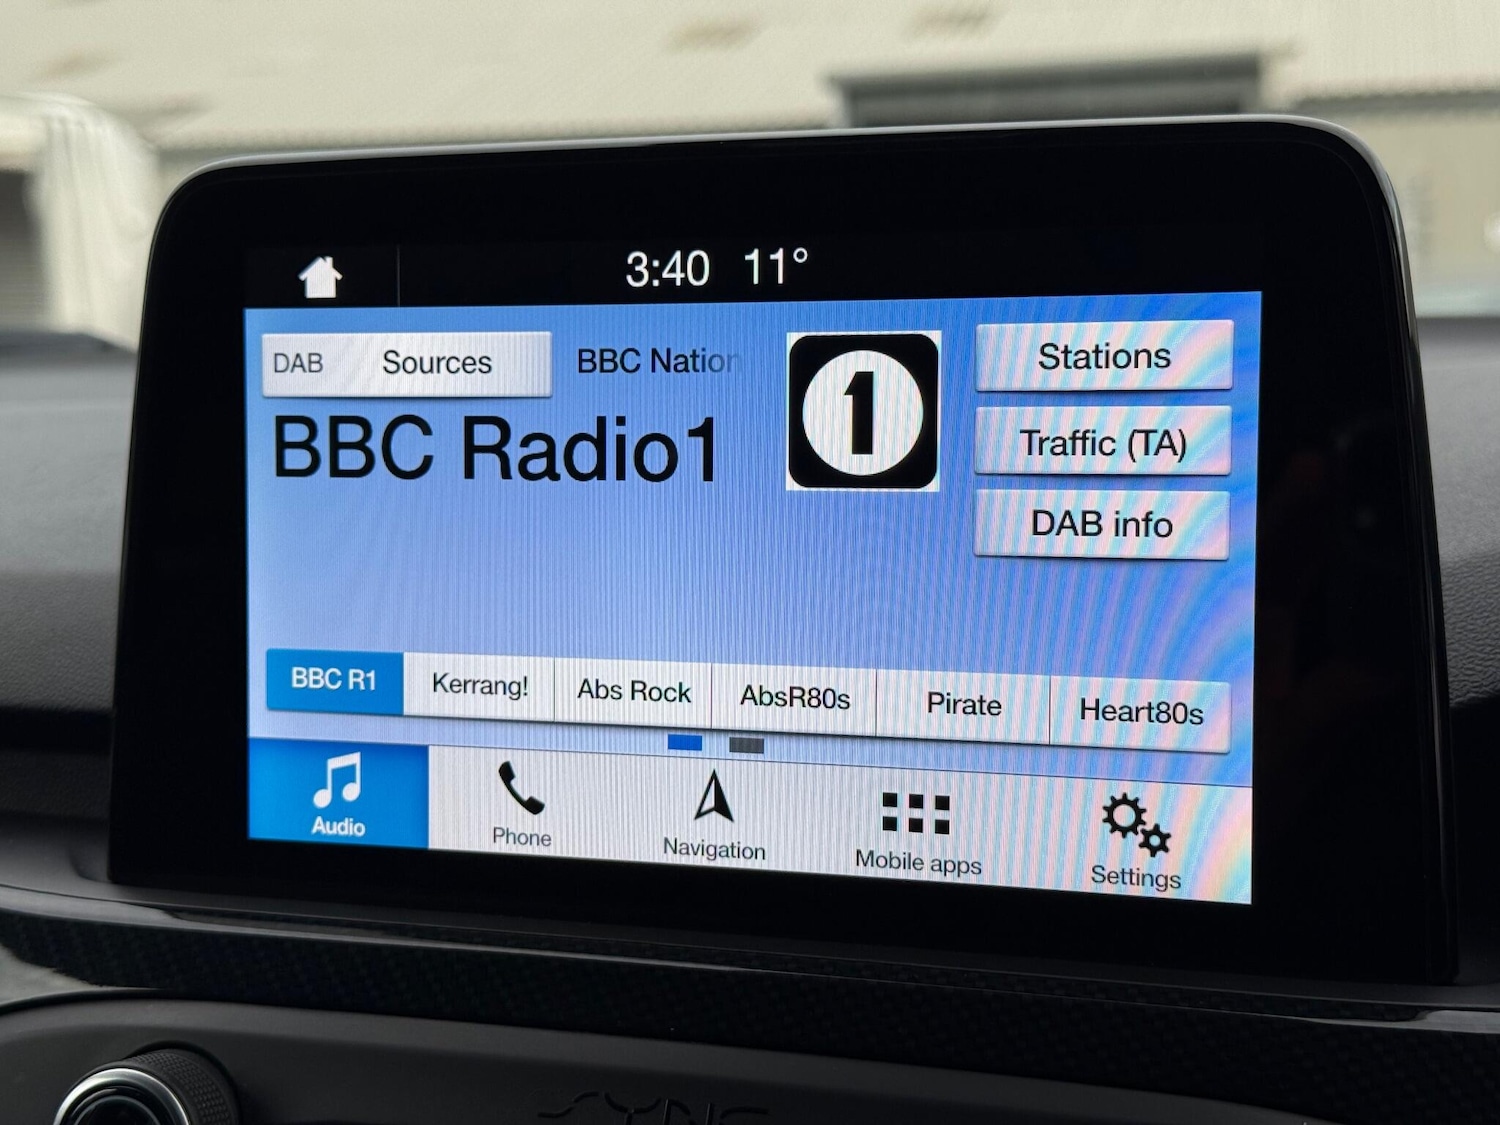 3:40 11°
DAB Sources
BBC Natio
BBC Radio1
1
Stations
Traffic (TA)
DAB info
BBC R1
Kerrang!
Abs Rock
AbsR80s
Pirate
Heart80s
Audio
Phone
Navigation
Mobile apps
Settings
SYNC